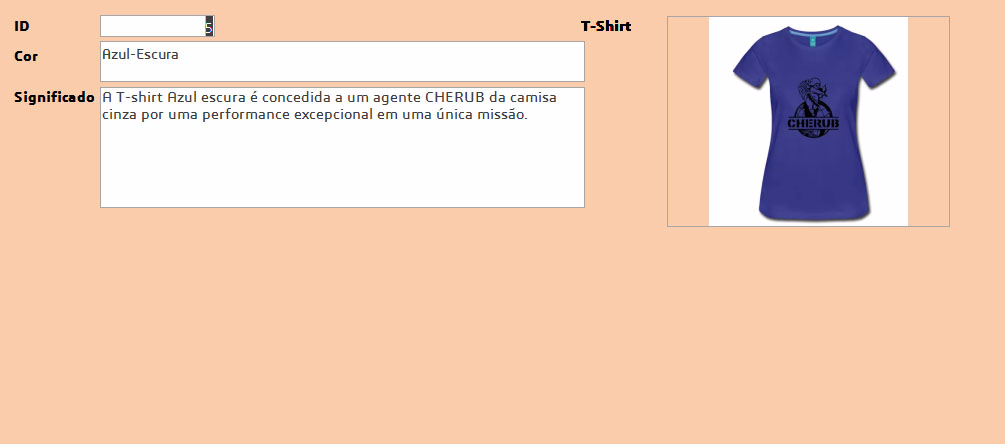 ID
5
T-Shirt
Cor
Azul-Escura
Significado
A T-shirt Azul escura é concedida a um agente CHERUB da camisa
cinza por uma performance excepcional em uma única missão.
CHERUB